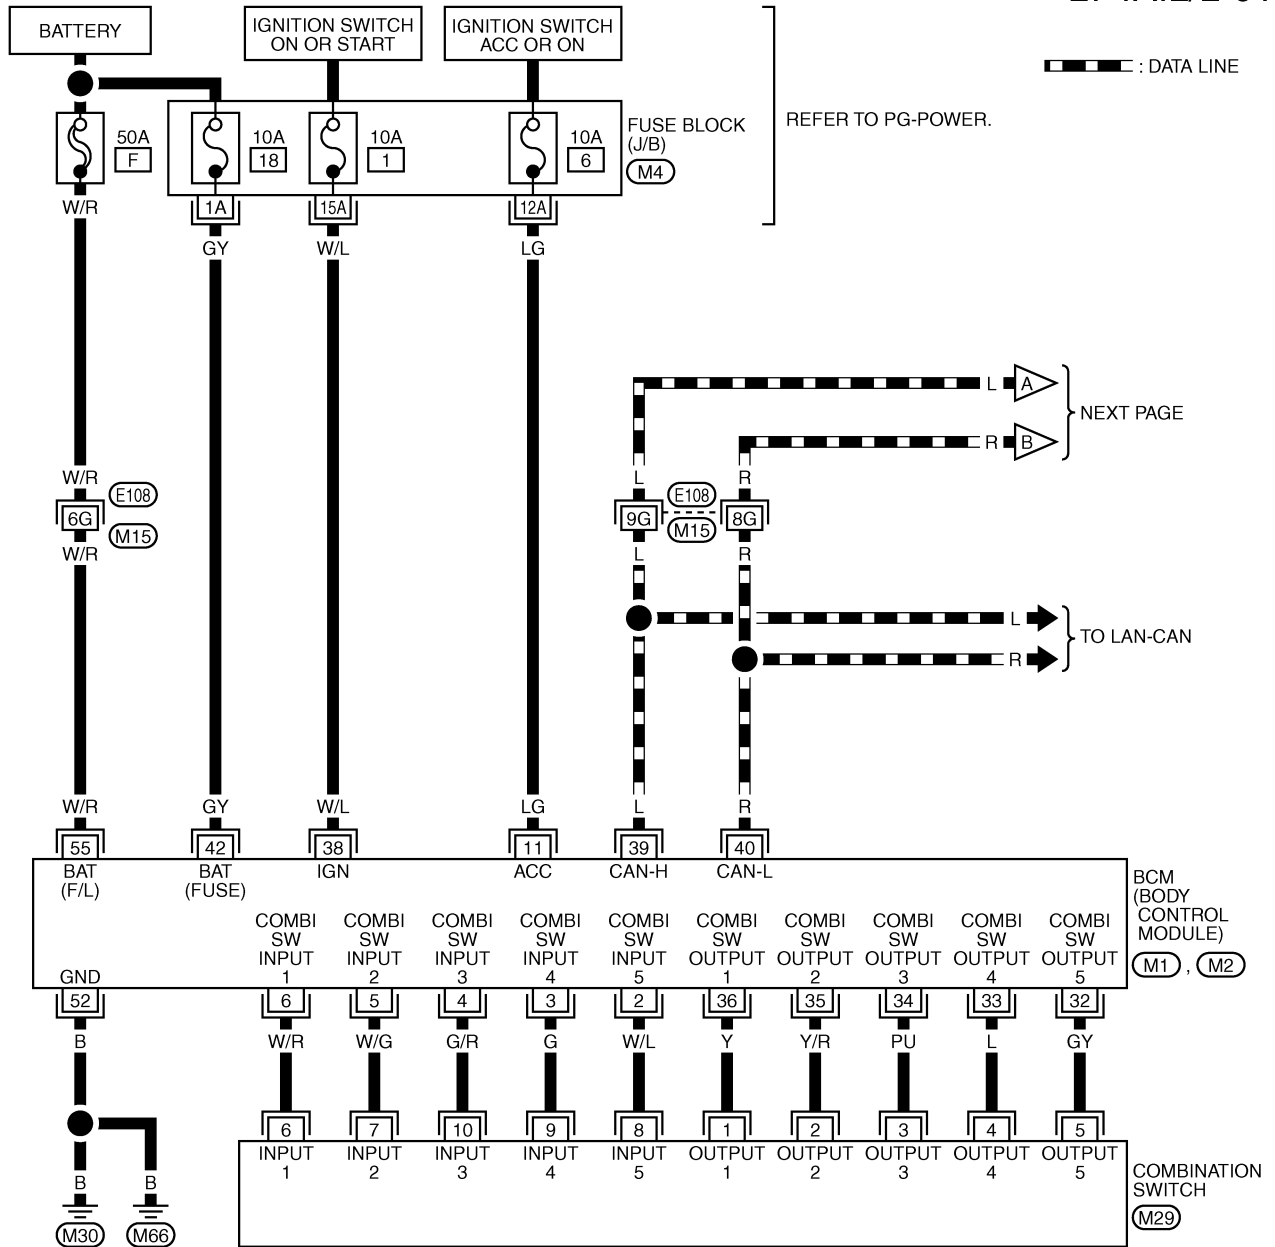 BATTERY
IGNITION SWITCH
ON OR START
IGNITION SWITCH
ACC OR ON
: DATA LINE
50A
F
10A
18
10A
1
10A
6
FUSE BLOCK
(J/B)
M4
REFER TO PG-POWER.
W/R
1A
15A
12A
GY
W/L
LG
L
A
NEXT PAGE
R
B
W/R
L
R
E108
E108
6G
9G
8G
M15
M15
W/R
L
R
L
TO LAN-CAN
R
W/R
GY
W/L
LG
L
R
55
42
38
11
39
40
BAT
(F/L)
BAT
(FUSE)
IGN
ACC
CAN-H
CAN-L
BCM
(BODY
CONTROL
MODULE)
M1 , M2
COMBI
SW
INPUT
1
COMBI
SW
INPUT
2
COMBI
SW
INPUT
3
COMBI
SW
INPUT
4
COMBI
SW
INPUT
5
COMBI
SW
OUTPUT
1
COMBI
SW
OUTPUT
2
COMBI
SW
OUTPUT
3
COMBI
SW
OUTPUT
4
COMBI
SW
OUTPUT
5
GND
52
6
5
4
3
2
36
35
34
33
32
B
W/R
W/G
G/R
G
W/L
Y
Y/R
PU
L
GY
6
7
10
9
8
1
2
3
4
5
INPUT
1
INPUT
2
INPUT
3
INPUT
4
INPUT
5
OUTPUT
1
OUTPUT
2
OUTPUT
3
OUTPUT
4
OUTPUT
5
COMBINATION
SWITCH
M29
B
B
M30
M66